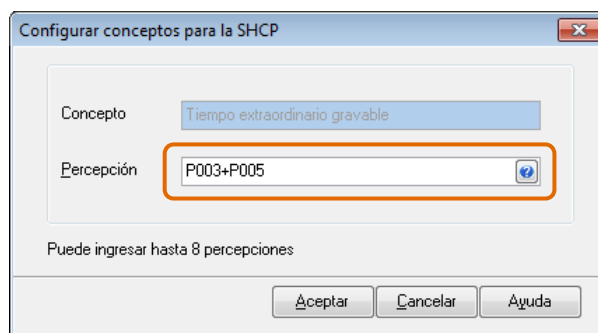 Configurar conceptos para la SHCP
Concepto Tiempo extraordinario gravable
Percepción P003+P005
Puede ingresar hasta 8 percepciones
Aceptar Cancelar Ayuda